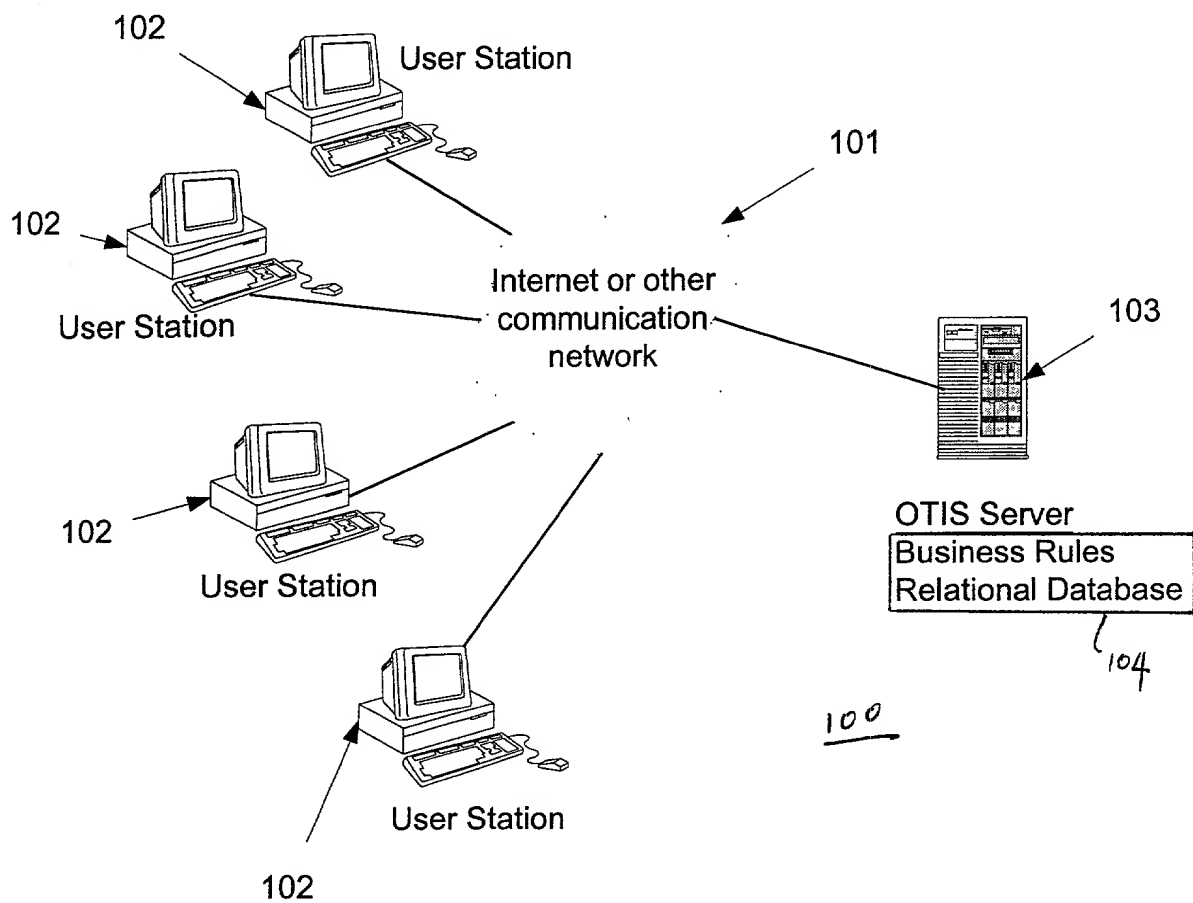 102
User Station
101
102
Internet or other
communication
network
103
User Station
OTIS Server
Business Rules
Relational Database
102
User Station
104
100
User Station
102